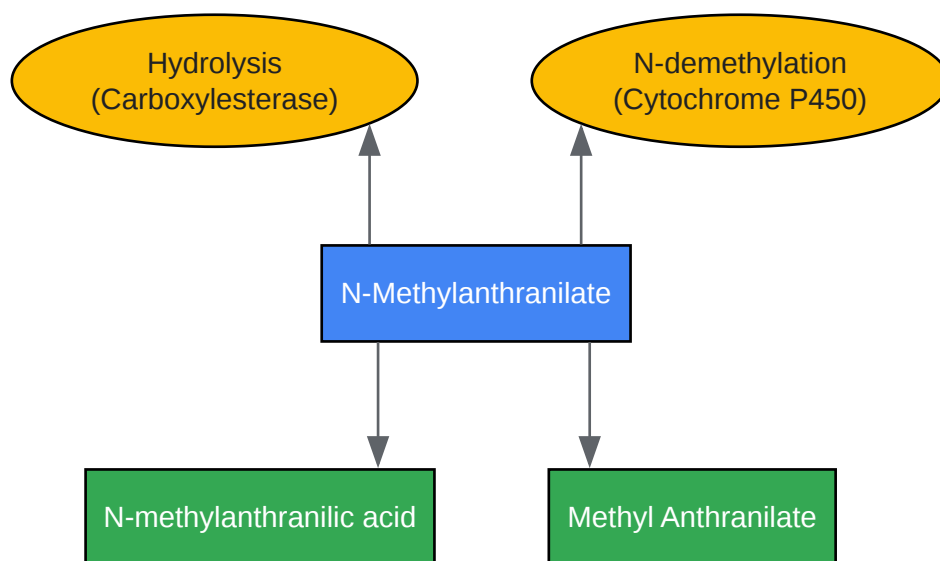 Hydrolysis
(Carboxylesterase)
N-demethylation
(Cytochrome P450)
N-Methylanthranilate
N-methylanthranilic acid
Methyl Anthranilate